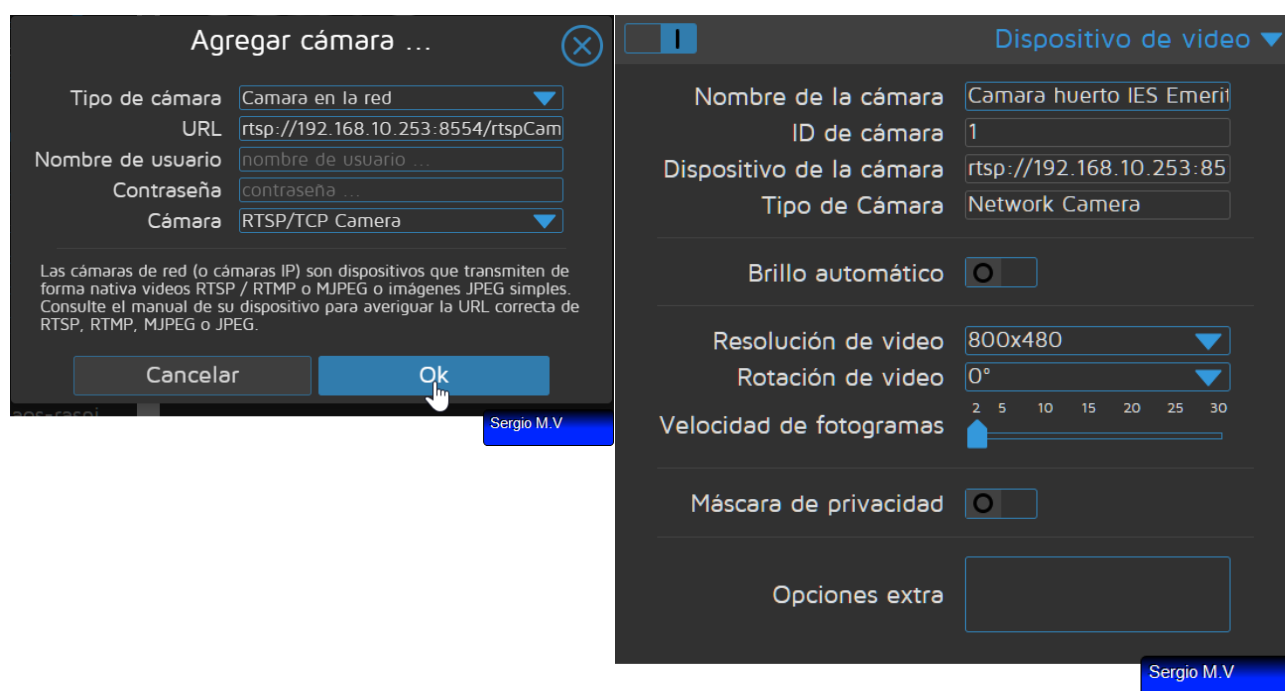 Agregar cámara ...
Tipo de cámara Camara en la red
URL rtsp://192.168.10.253:8554/rtspCam
Nombre de usuario nombre de usuario ...
Contraseña contraseña ...
Cámara RTSP/TCP Camera
Las cámaras de red (o cámaras IP) son dispositivos que transmiten de
forma nativa videos RTSP / RTMP o MJPEG o imágenes JPEG simples.
Consulte el manual de su dispositivo para averiguar la URL correcta de
RTSP, RTMP, MJPEG o JPEG.
Cancelar Ok
Sergio M.V
Dispositivo de video
Nombre de la cámara Camara huerto IES Emerit
ID de cámara 1
Dispositivo de la cámara rtsp://192.168.10.253:85
Tipo de Cámara Network Camera
Brillo automático
Resolución de video 800x480
Rotación de video 0°
2 5 10 15 20 25 30
Velocidad de fotogramas
Máscara de privacidad
Opciones extra
Sergio M.V